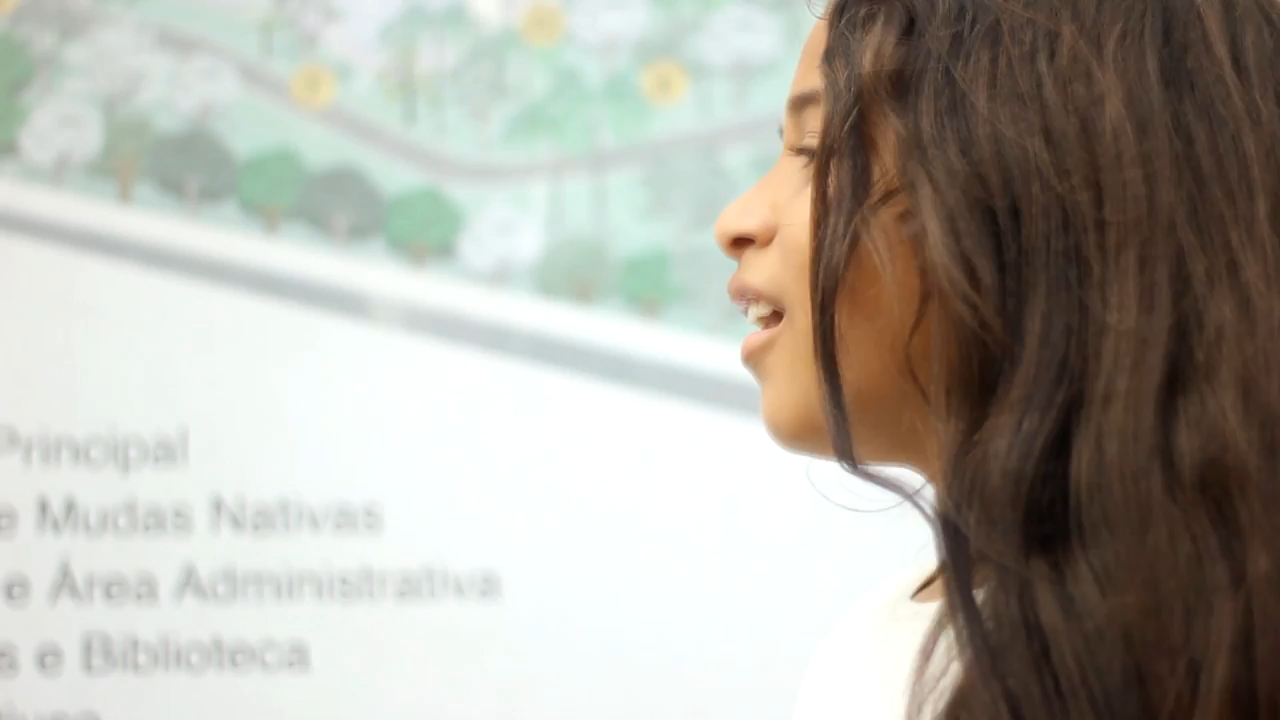 Principal
e Mudas Nativas
e Área Administrativa
s e Biblioteca